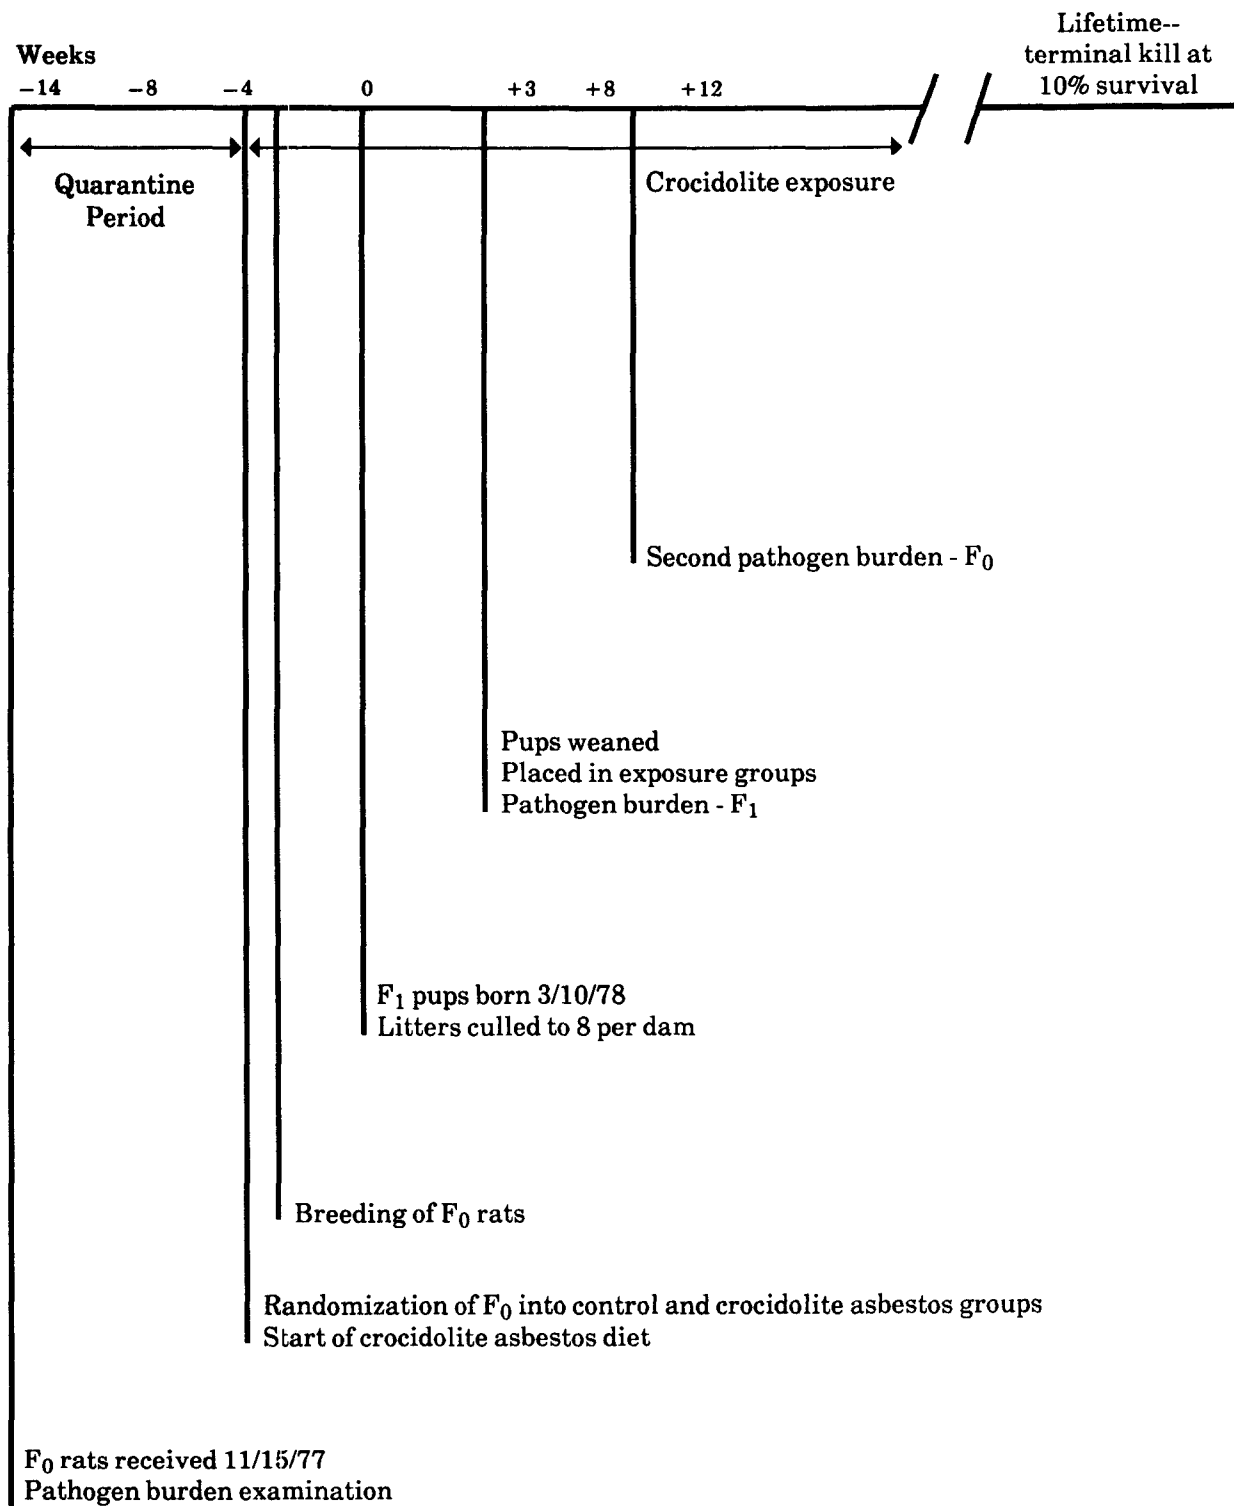 Lifetime--
terminal kill at
10% survival
Weeks
−14 −8 −4 0 +3 +8 +12
Quarantine
Period
Crocidolite exposure
Second pathogen burden - F₀
Pups weaned
Placed in exposure groups
Pathogen burden - F₁
F₁ pups born 3/10/78
Litters culled to 8 per dam
Breeding of F₀ rats
Randomization of F₀ into control and crocidolite asbestos groups
Start of crocidolite asbestos diet
F₀ rats received 11/15/77
Pathogen burden examination